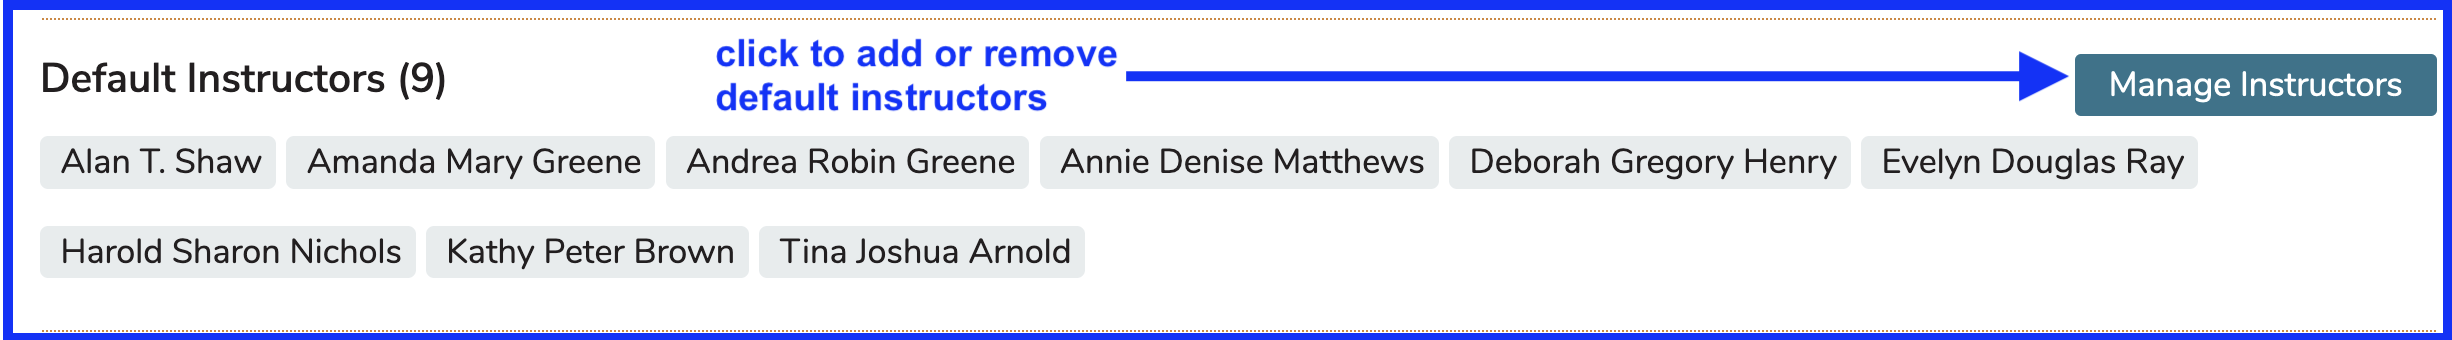 click to add or remove
default instructors
Default Instructors (9)
Manage Instructors
Alan T. Shaw Amanda Mary Greene Andrea Robin Greene Annie Denise Matthews Deborah Gregory Henry Evelyn Douglas Ray
Harold Sharon Nichols Kathy Peter Brown Tina Joshua Arnold